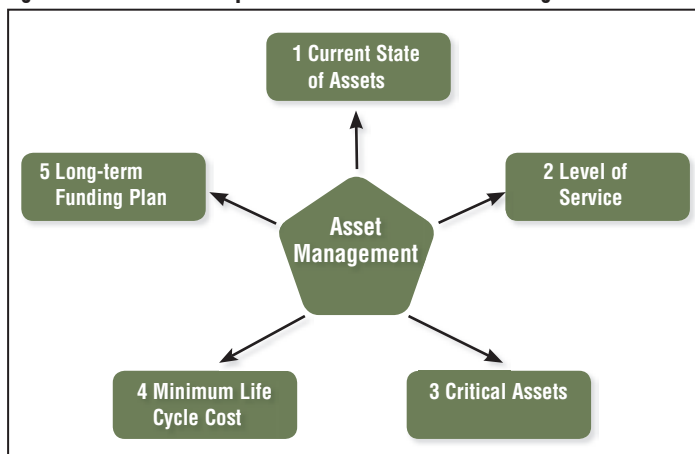 1 Current State
of Assets
5 Long-term
Funding Plan
2 Level of
Service
Asset
Management
4 Minimum Life
Cycle Cost
3 Critical Assets